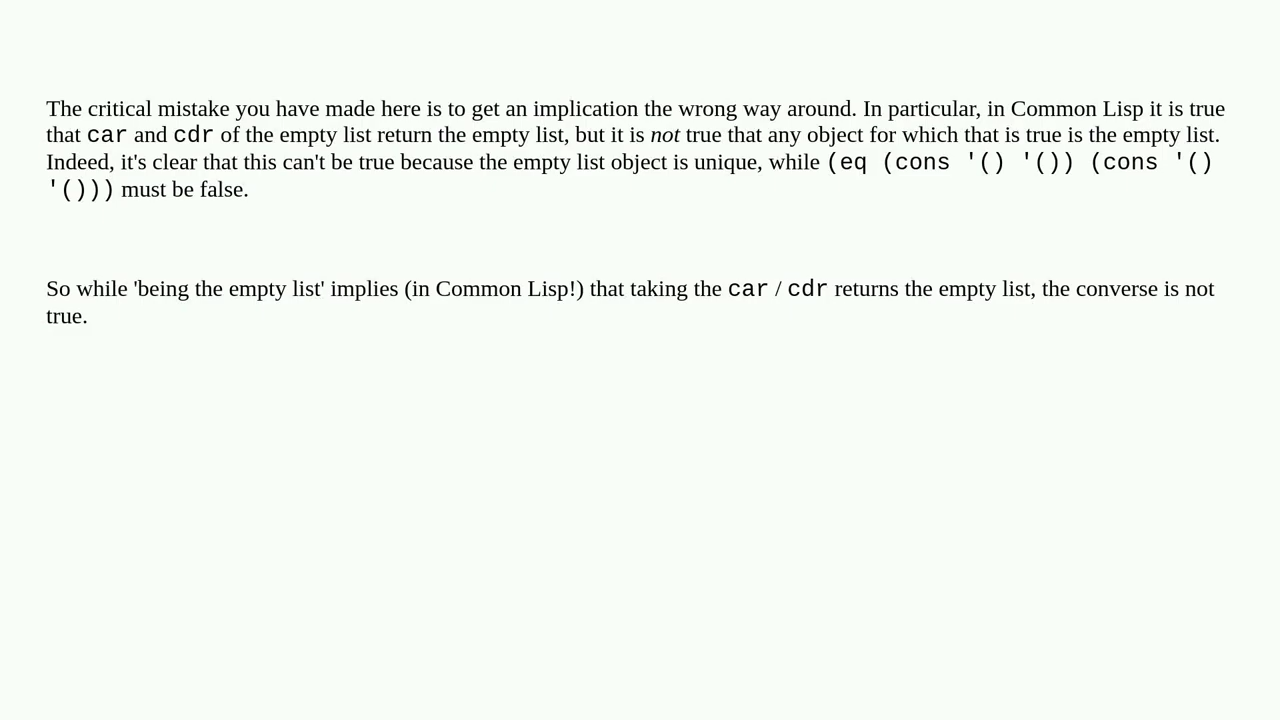 The critical mistake you have made here is to get an implication the wrong way around. In particular, in Common Lisp it is true
that car and cdr of the empty list return the empty list, but it is not true that any object for which that is true is the empty list.
Indeed, it's clear that this can't be true because the empty list object is unique, while (eq (cons '() '()) (cons '()
'())) must be false.
So while 'being the empty list' implies (in Common Lisp!) that taking the car / cdr returns the empty list, the converse is not
true.